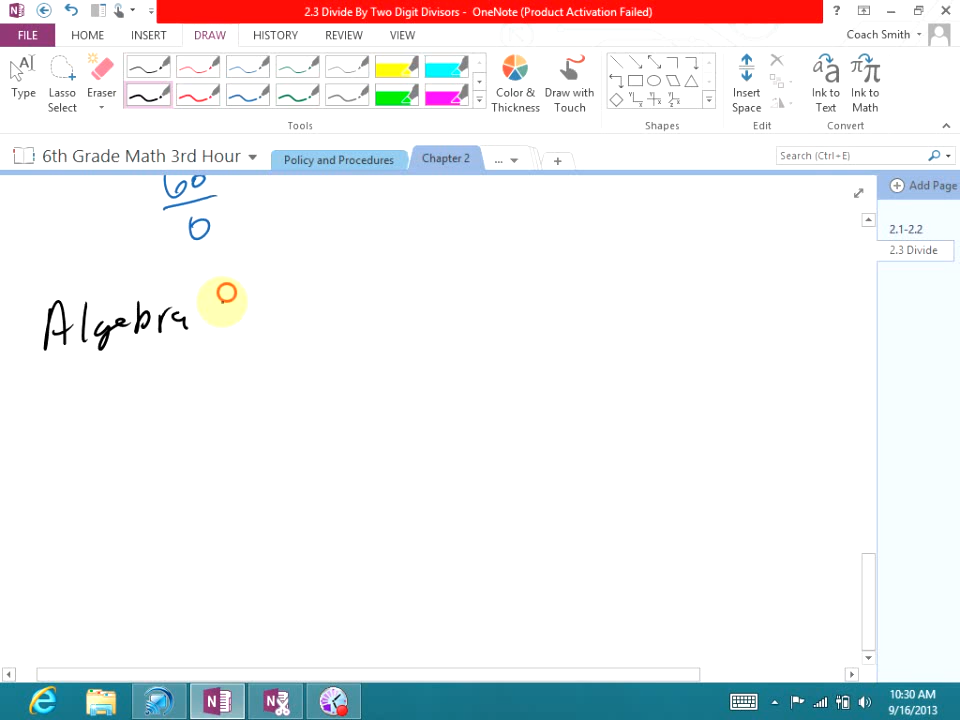 2.3 Divide By Two Digit Divisors - OneNote (Product Activation Failed)
?
FILE HOME INSERT DRAW HISTORY REVIEW VIEW Coach Smith
Type Lasso Select Eraser Color & Thickness Draw with Touch Insert Space Ink to Text Ink to Math
Tools Shapes Edit Convert
6th Grade Math 3rd Hour Policy and Procedures Chapter 2 ... + Search (Ctrl+E)
Add Page
2.1-2.2
2.3 Divide
60
0
Algebra
10:30 AM
9/16/2013